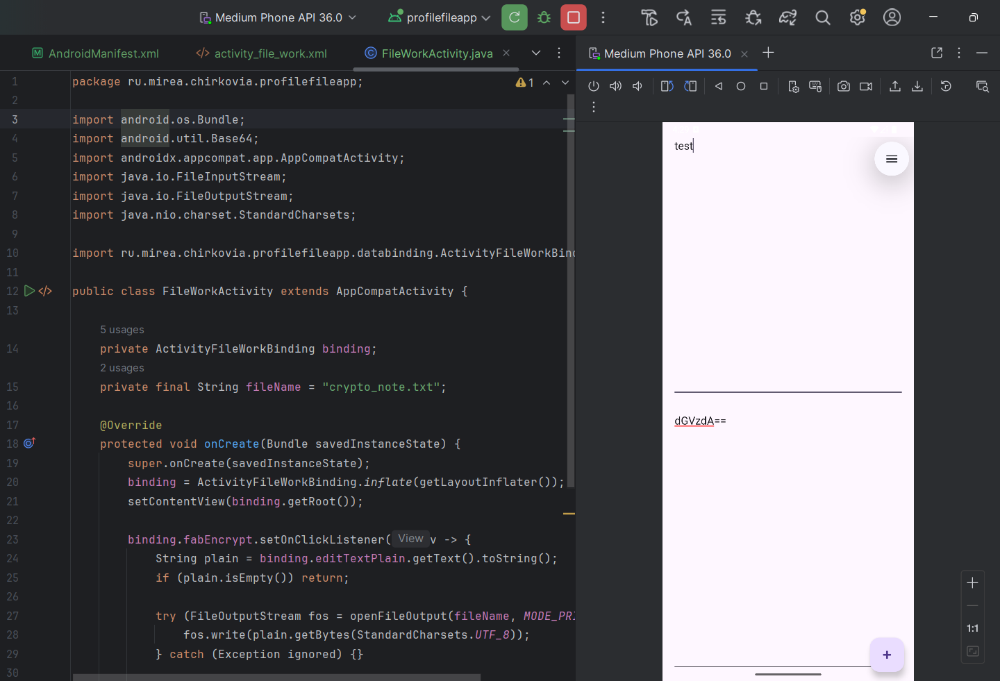 Medium Phone API 36.0
profilefileapp
AndroidManifest.xml
activity_file_work.xml
FileWorkActivity.java
Medium Phone API 36.0
1 package ru.mirea.chirkovia.profilefileapp;
1
2
3 import android.os.Bundle;
4 import android.util.Base64;
5 import androidx.appcompat.app.AppCompatActivity;
6 import java.io.FileInputStream;
7 import java.io.FileOutputStream;
8 import java.nio.charset.StandardCharsets;
9
10 import ru.mirea.chirkovia.profilefileapp.databinding.ActivityFileWorkBind
11
12 public class FileWorkActivity extends AppCompatActivity {
13
5 usages
14 private ActivityFileWorkBinding binding;
2 usages
15 private final String fileName = "crypto_note.txt";
16
17 @Override
18 protected void onCreate(Bundle savedInstanceState) {
19 super.onCreate(savedInstanceState);
20 binding = ActivityFileWorkBinding.inflate(getLayoutInflater());
21 setContentView(binding.getRoot());
22
23 binding.fabEncrypt.setOnClickListener( View v -> {
24 String plain = binding.editTextPlain.getText().toString();
25 if (plain.isEmpty()) return;
26
27 try (FileOutputStream fos = openFileOutput(fileName, MODE_PRI
28 fos.write(plain.getBytes(StandardCharsets.UTF_8));
29 } catch (Exception ignored) {}
30
test
dGVzdA==
+
1:1